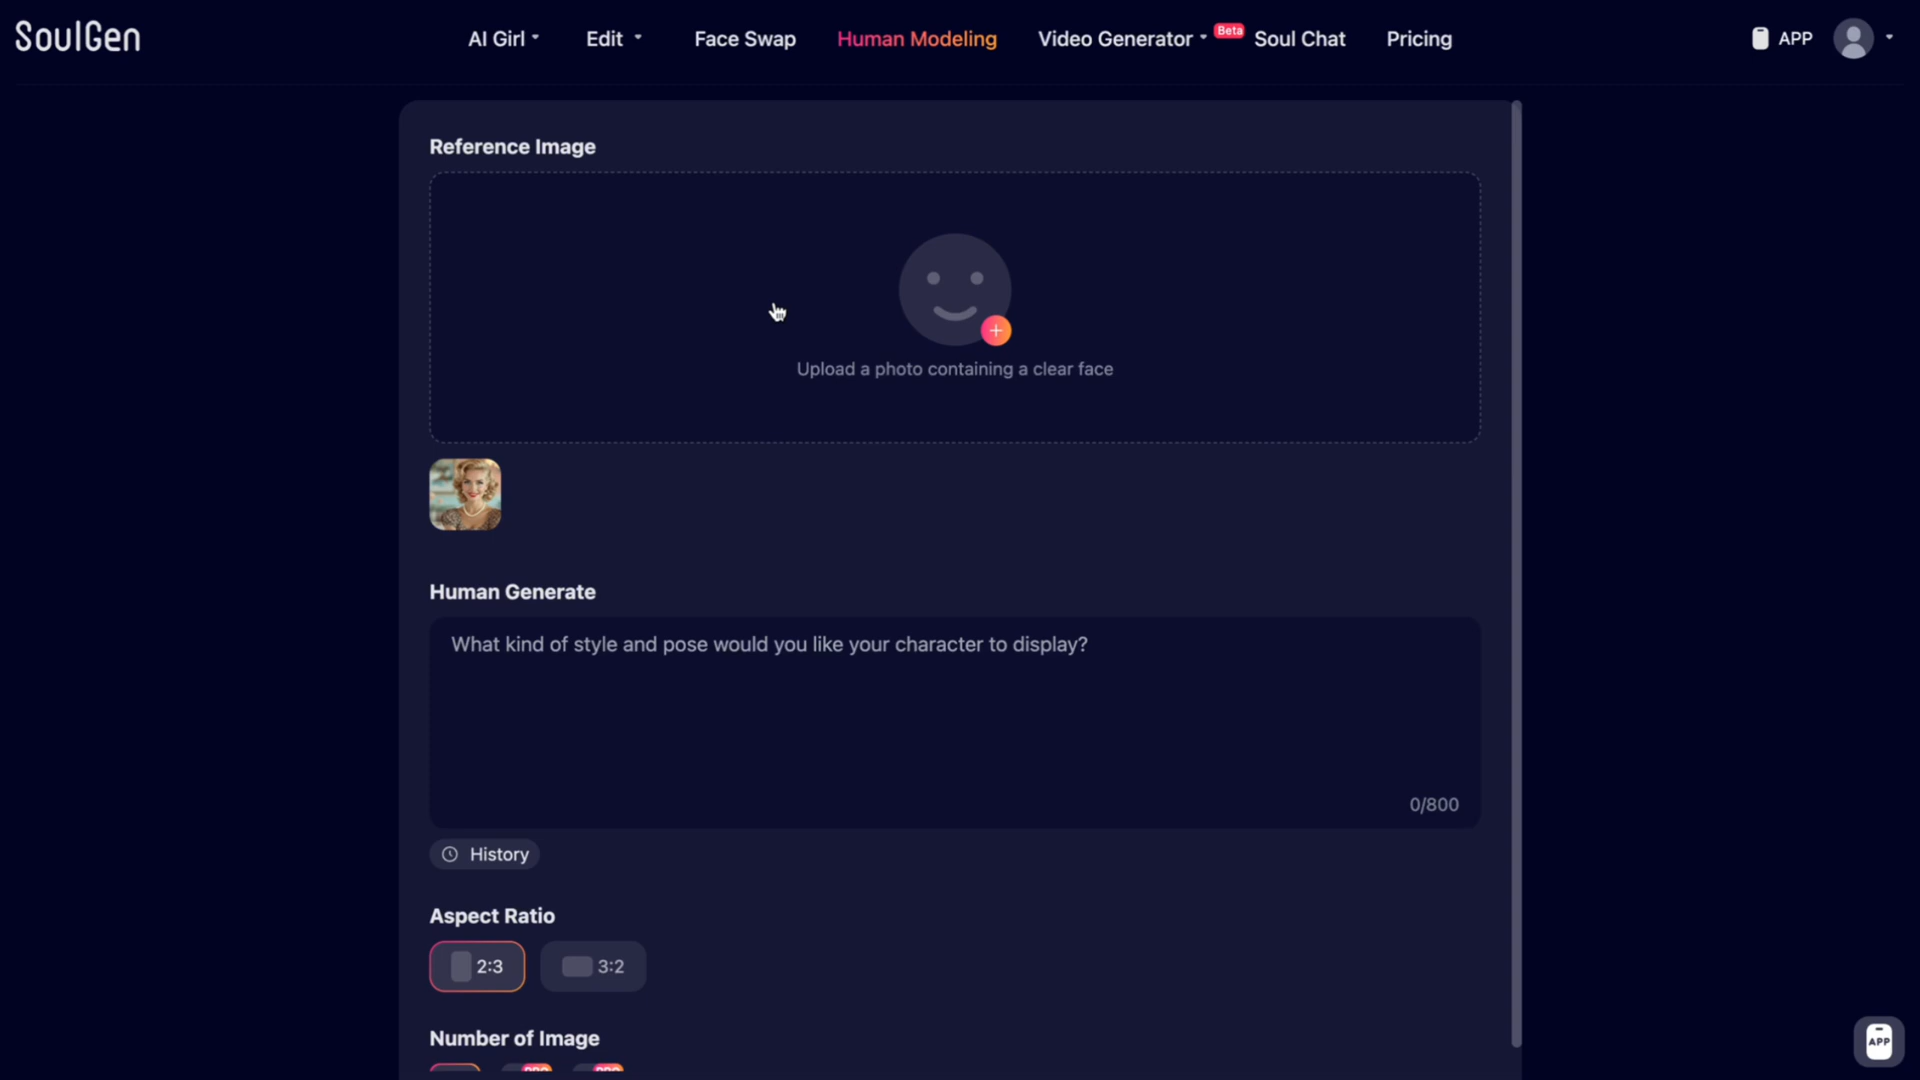 SoulGen
AI Girl
Edit
Face Swap
Human Modeling
Video Generator
Beta
Soul Chat
Pricing
APP
Reference Image
Upload a photo containing a clear face
Human Generate
What kind of style and pose would you like your character to display?
0/800
History
Aspect Ratio
2:3
3:2
Number of Image
PRO
PRO
APP